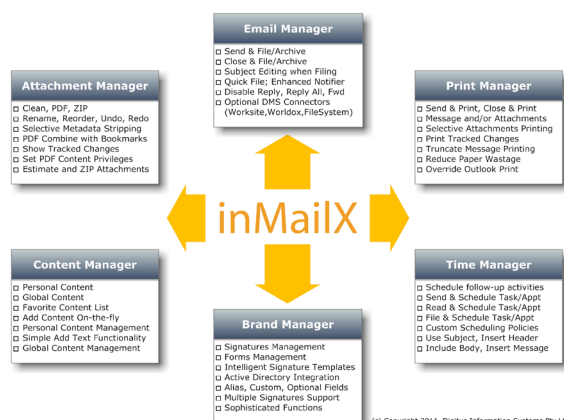 Email Manager
Send & File/Archive
Close & File/Archive
Subject Editing when Filing
Quick File; Enhanced Notifier
Disable Reply, Reply All, Fwd
Optional DMS Connectors
(Worksite,Worldox,FileSystem)
Attachment Manager
Clean, PDF, ZIP
Rename, Reorder, Undo, Redo
Selective Metadata Stripping
PDF Combine with Bookmarks
Show Tracked Changes
Set PDF Content Privileges
Estimate and ZIP Attachments
Print Manager
Send & Print, Close & Print
Message and/or Attachments
Selective Attachments Printing
Print Tracked Changes
Truncate Message Printing
Reduce Paper Wastage
Override Outlook Print
inMailX
Content Manager
Personal Content
Global Content
Favorite Content List
Add Content On-the-fly
Personal Content Management
Simple Add Text Functionality
Global Content Management
Time Manager
Schedule follow-up activities
Send & Schedule Task/Appt
Read & Schedule Task/Appt
File & Schedule Task/Appt
Custom Scheduling Policies
Use Subject, Insert Header
Include Body, Insert Message
Brand Manager
Signatures Management
Forms Management
Intelligent Signature Templates
Active Directory Integration
Alias, Custom, Optional Fields
Multiple Signatures Support
Sophisticated Functions